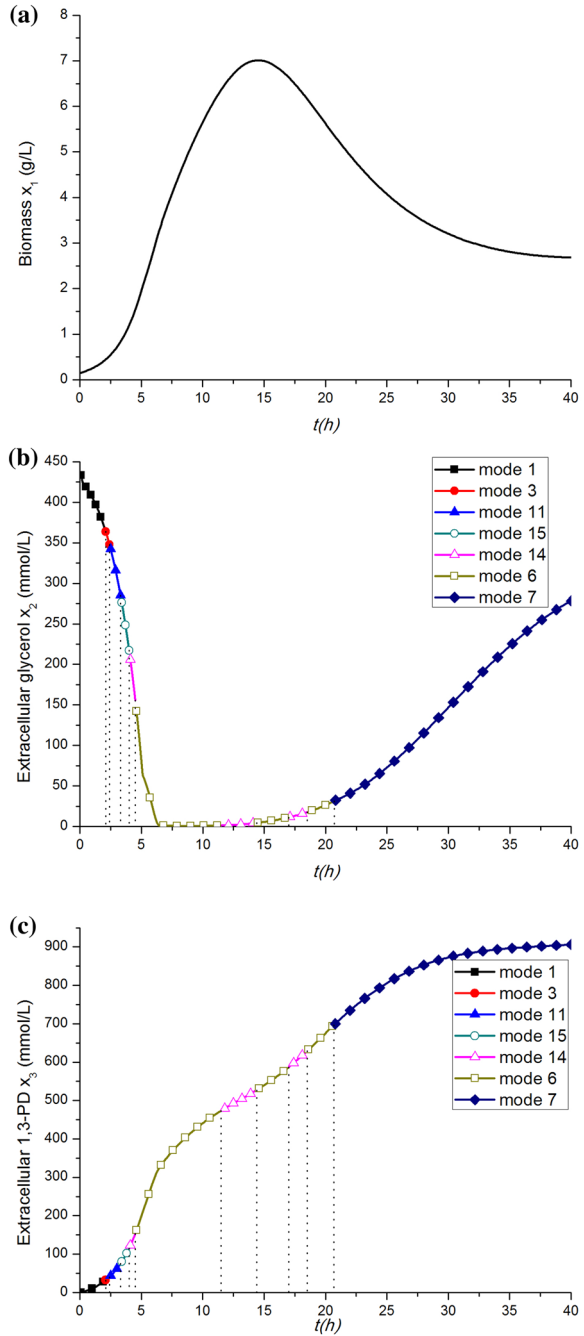 (a)
8
7
6
5
4
3
2
1
0
Biomass x1 (g/L)
0 5 10 15 20 25 30 35 40
t(h)
(b)
450
400
350
300
250
200
150
100
50
0
Extracellular glycerol x2 (mmol/L)
mode 1
mode 3
mode 11
mode 15
mode 14
mode 6
mode 7
0 5 10 15 20 25 30 35 40
t(h)
(c)
900
800
700
600
500
400
300
200
100
0
Extracellular 1,3-PD x3 (mmol/L)
mode 1
mode 3
mode 11
mode 15
mode 14
mode 6
mode 7
0 5 10 15 20 25 30 35 40
t(h)